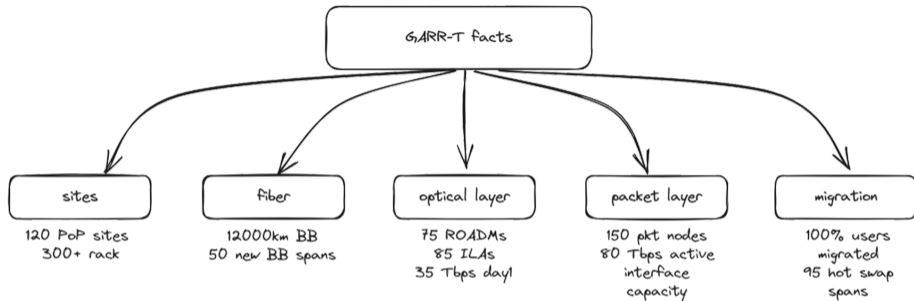 GARR-T facts
sites
fiber
optical layer
packet layer
migration
120 PoP sites
300+ rack
12000km BB
50 new BB spans
75 ROADMs
85 ILAs
35 Tbps day1
150 pkt nodes
80 Tbps active
interface
capacity
100% users
migrated
95 hot swap
spans